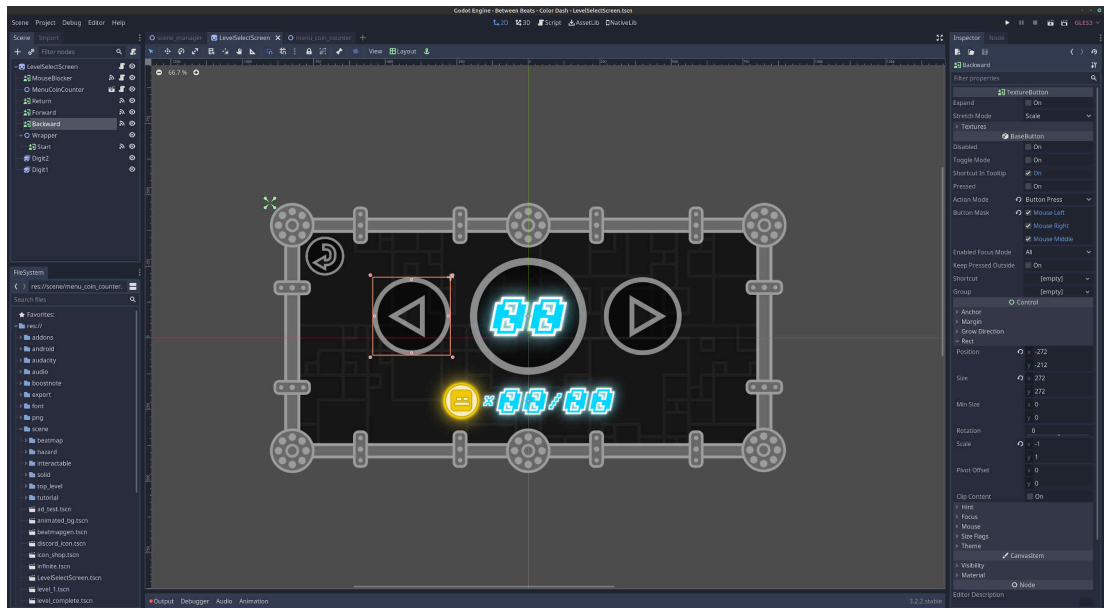 Godot Engine - Between Beats - Color Dash - LevelSelectScreen.tscn
Scene Project Debug Editor Help
2D 3D Script AssetLib NativeLib
GLES3
Scene Import
scene_manager LevelSelectScreen menu_coin_counter
Inspector Node
Filter nodes
View Layout
LevelSelectScreen
MouseBlocker
MenuCoinCounter
Return
Forward
Backward
Wrapper
Start
Digit2
Digit1
66.7 %
00
x00/00
FileSystem
res://scene/menu_coin_counter.
Search files
Favorites:
res://
addons
android
audacity
audio
boostnote
export
font
png
scene
beatmap
hazard
interactable
solid
top_level
tutorial
ad_test.tscn
animated_bg.tscn
beatmapgen.tscn
discord_icon.tscn
icon_shop.tscn
infinite.tscn
LevelSelectScreen.tscn
level_1.tscn
level_complete.tscn
Output Debugger Audio Animation
3.2.2.stable
Backward
Filter properties
TextureButton
Expand On
Stretch Mode Scale
Textures
BaseButton
Disabled On
Toggle Mode On
Shortcut In Tooltip On
Pressed On
Action Mode Button Press
Button Mask Mouse Left
Mouse Right
Mouse Middle
Enabled Focus Mode All
Keep Pressed Outside On
Shortcut [empty]
Group [empty]
Control
Anchor
Margin
Grow Direction
Rect
Position x -272
y -212
Size x 272
y 272
Min Size x 0
y 0
Rotation 0
Scale x -1
y 1
Pivot Offset x 0
y 0
Clip Content On
Hint
Focus
Mouse
Size Flags
Theme
CanvasItem
Visibility
Material
Node
Editor Description